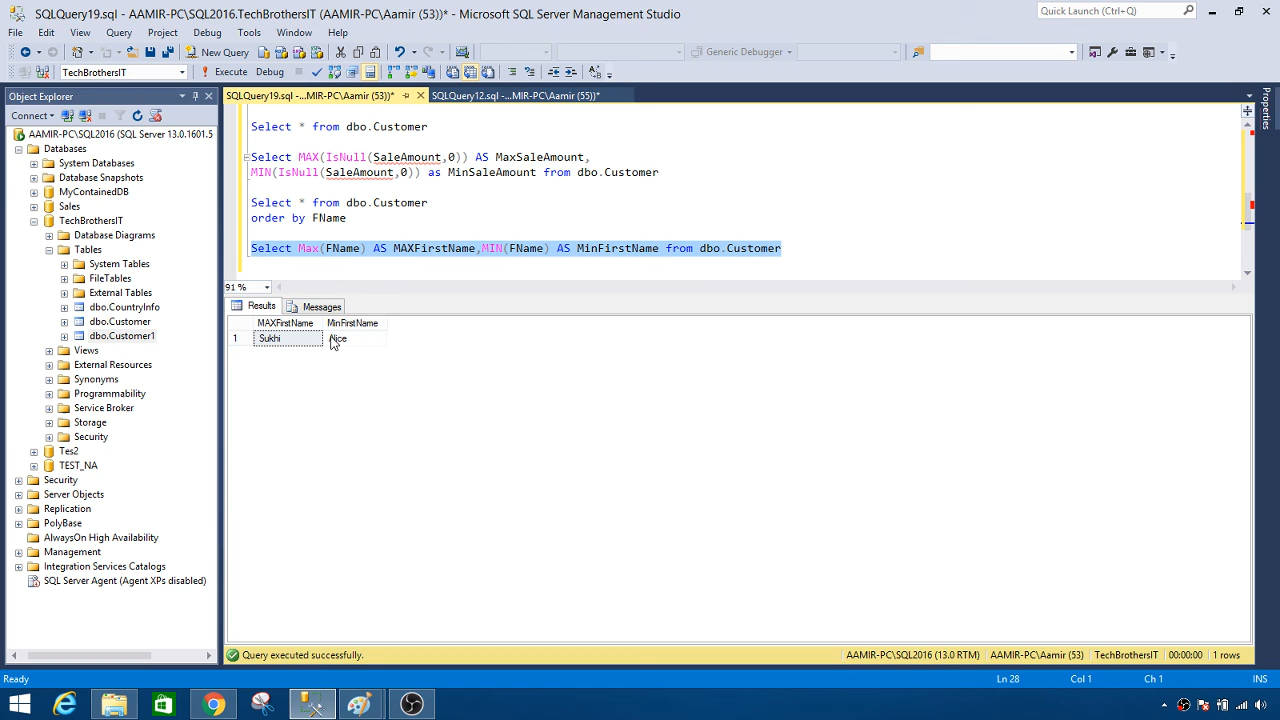 SQLQuery19.sql - AAMIR-PC\SQL2016.TechBrothersIT (AAMIR-PC\Aamir (53))* - Microsoft SQL Server Management Studio
Quick Launch (Ctrl+Q)
File Edit View Query Project Debug Tools Window Help
New Query Generic Debugger
TechBrothersIT Execute Debug
Object Explorer
SQLQuery19.sql -...MIR-PC\Aamir (53))* SQLQuery12.sql -...MIR-PC\Aamir (55))*
Properties
Connect
AAMIR-PC\SQL2016 (SQL Server 13.0.1601.5
Databases
System Databases
Database Snapshots
MyContainedDB
Sales
TechBrothersIT
Database Diagrams
Tables
System Tables
FileTables
External Tables
dbo.CountryInfo
dbo.Customer
dbo.Customer1
Views
External Resources
Synonyms
Programmability
Service Broker
Storage
Security
Tes2
TEST_NA
Security
Server Objects
Replication
PolyBase
AlwaysOn High Availability
Management
Integration Services Catalogs
SQL Server Agent (Agent XPs disabled)
Select * from dbo.Customer
Select MAX(IsNull(SaleAmount,0)) AS MaxSaleAmount,
MIN(IsNull(SaleAmount,0)) as MinSaleAmount from dbo.Customer
Select * from dbo.Customer
order by FName
Select Max(FName) AS MAXFirstName,MIN(FName) AS MinFirstName from dbo.Customer
91 %
Results Messages
MAXFirstName MinFirstName
1 Sukhi Alice
Query executed successfully. AAMIR-PC\SQL2016 (13.0 RTM) AAMIR-PC\Aamir (53) TechBrothersIT 00:00:00 1 rows
Ready Ln 28 Col 1 Ch 1 INS